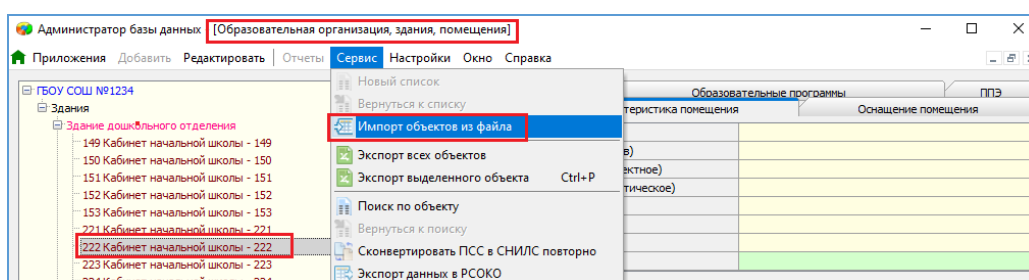 Администратор базы данных [Образовательная организация, здания, помещения]
Приложения Добавить Редактировать Отчеты Сервис Настройки Окно Справка
ГБОУ СОШ №1234
Здания
Здание дошкольного отделения
149 Кабинет начальной школы - 149
150 Кабинет начальной школы - 150
151 Кабинет начальной школы - 151
152 Кабинет начальной школы - 152
153 Кабинет начальной школы - 153
221 Кабинет начальной школы - 221
222 Кабинет начальной школы - 222
223 Кабинет начальной школы - 223
Новый список
Вернуться к списку
Импорт объектов из файла
Экспорт всех объектов
Экспорт выделенного объекта Ctrl+P
Поиск по объекту
Вернуться к поиску
Сконвертировать ПСС в СНИЛС повторно
Экспорт данных в РСОКО
Образовательные программы ППЭ
теристика помещения Оснащение помещения
в)
ектное)
тическое)